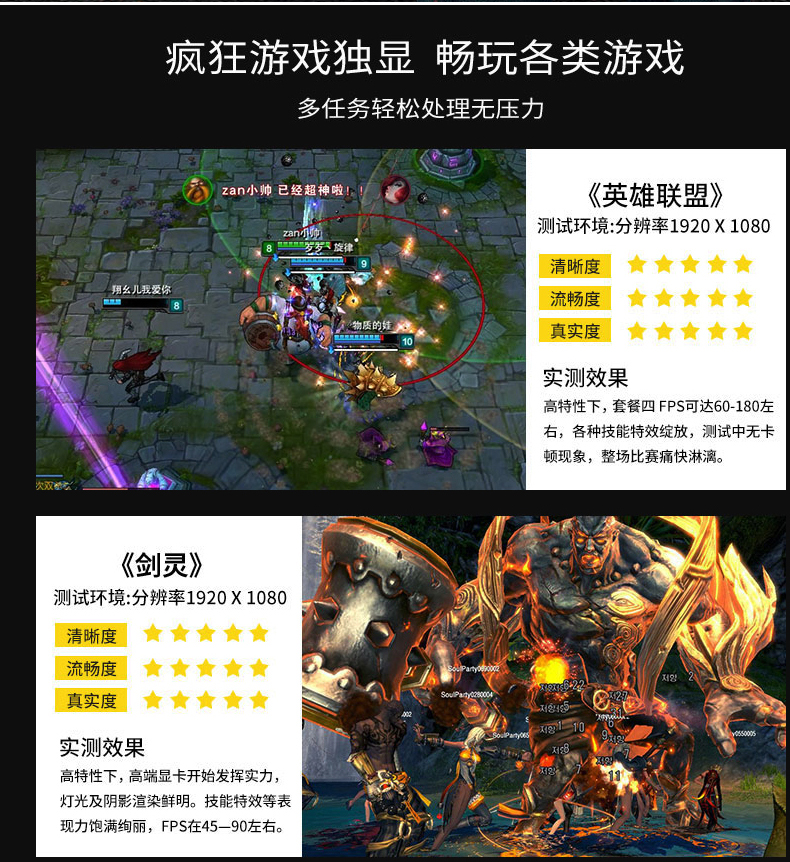 疯狂游戏独显 畅玩各类游戏
多任务轻松处理无压力
zan小帅 已经超神啦！！
zan小帅
8
旋律
9
翔幺儿我爱你
8
物质的娃
10
《英雄联盟》
测试环境:分辨率1920 X 1080
清晰度
流畅度
真实度
实测效果
高特性下，套餐四 FPS可达60-180左
右，各种技能特效绽放，测试中无卡
顿现象，整场比赛痛快淋漓。
《剑灵》
测试环境:分辨率1920 X 1080
清晰度
流畅度
真实度
实测效果
高特性下，高端显卡开始发挥实力，
灯光及阴影渲染鲜明。技能特效等表
现力饱满绚丽，FPS在45—90左右。
SoulParty0690002
저항 2
SoulParty0280004
10
11